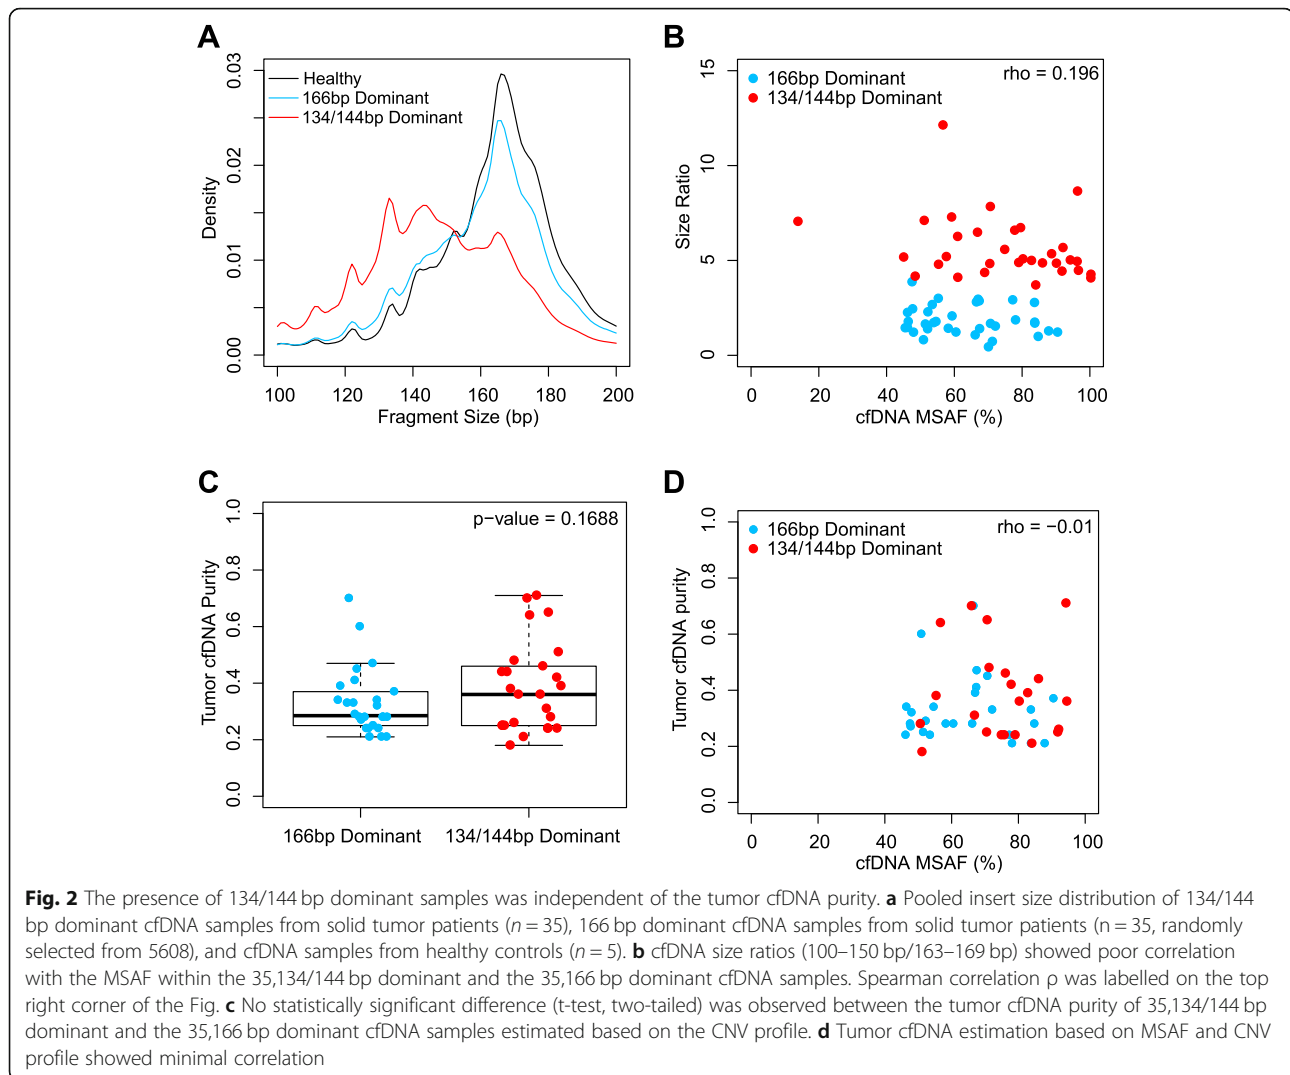 A
Healthy
166bp Dominant
134/144bp Dominant
Density
0.00
0.01
0.02
0.03
100 120 140 160 180 200
Fragment Size (bp)
B
166bp Dominant
134/144bp Dominant
rho = 0.196
Size Ratio
0
5
10
15
0 20 40 60 80 100
cfDNA MSAF (%)
C
p−value = 0.1688
Tumor cfDNA Purity
0.0
0.2
0.4
0.6
0.8
1.0
166bp Dominant 134/144bp Dominant
D
166bp Dominant
134/144bp Dominant
rho = −0.01
Tumor cfDNA purity
0.0
0.2
0.4
0.6
0.8
1.0
0 20 40 60 80 100
cfDNA MSAF (%)
Fig. 2 The presence of 134/144 bp dominant samples was independent of the tumor cfDNA purity. a Pooled insert size distribution of 134/144
bp dominant cfDNA samples from solid tumor patients (n = 35), 166 bp dominant cfDNA samples from solid tumor patients (n = 35, randomly
selected from 5608), and cfDNA samples from healthy controls (n = 5). b cfDNA size ratios (100–150 bp/163–169 bp) showed poor correlation
with the MSAF within the 35,134/144 bp dominant and the 35,166 bp dominant cfDNA samples. Spearman correlation ρ was labelled on the top
right corner of the Fig. c No statistically significant difference (t-test, two-tailed) was observed between the tumor cfDNA purity of 35,134/144 bp
dominant and the 35,166 bp dominant cfDNA samples estimated based on the CNV profile. d Tumor cfDNA estimation based on MSAF and CNV
profile showed minimal correlation